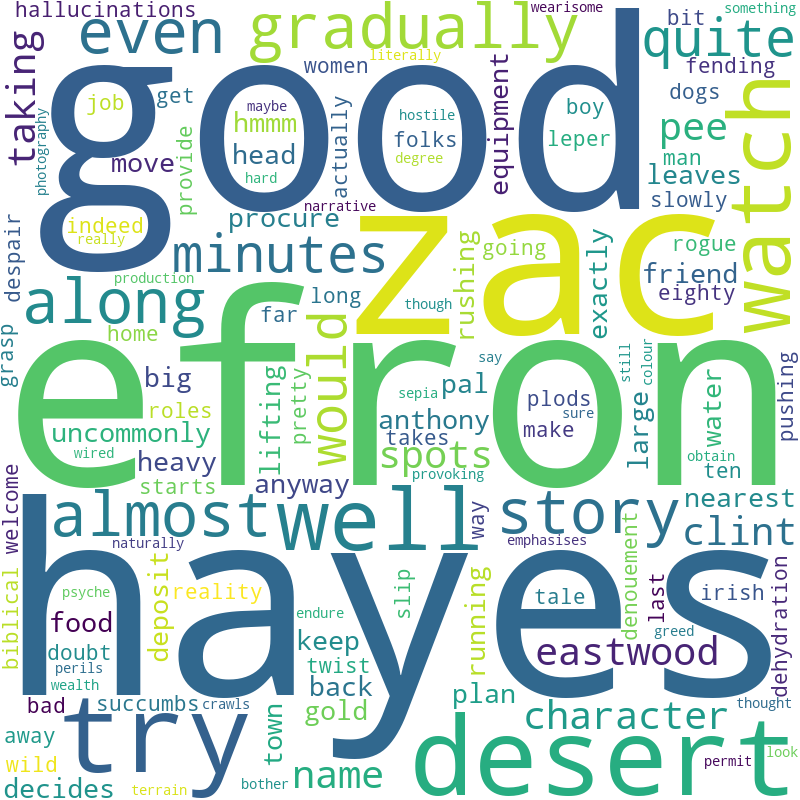 hallucinations
wearisome
something
even
gradually
quite
bit
taking
good
literally
women
fending
job
get
photography
maybe
hmmm
actually
hostile
equipment
boy
dogs
watch
folks
pee
head
leper
man
move
provide
degree
leaves
hard
narrative
slowly
indeed
really
procure
zac
despair
minutes
going
exactly
rogue
friend
production
rushing
along
long
though
eighty
far
home
grasp
would
efron
say
still
colour
big
lifting
pretty
sepia
pal
plods
large
water
pushing
roles
anthony
sure
make
uncommonly
takes
wired
spots
obtain
heavy
ten
provoking
starts
anyway
welcome
almost
well
story
nearest
way
clint
naturally
emphasises
hayes
biblical
deposit
reality
slip
denouement
last
dehydration
psyche
tale
irish
endure
running
food
keep
greed
doubt
eastwood
perils
twist
wealth
back
plan
bad
succumbs
crawls
thought
gold
try
town
character
away
desert
look
wild
permit
name
bother
decides
terrain